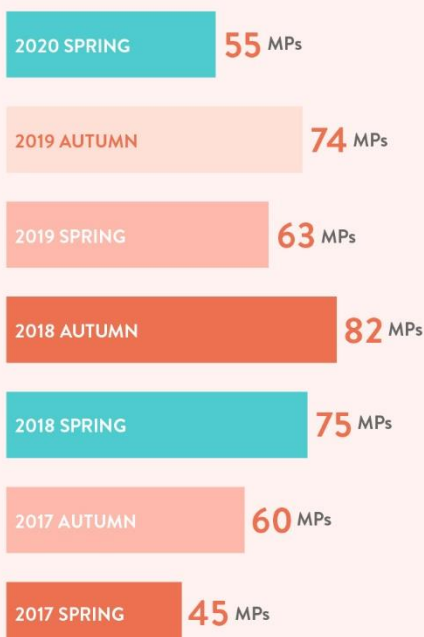 2020 SPRING 55 MPs
2019 AUTUMN 74 MPs
2019 SPRING 63 MPs
2018 AUTUMN 82 MPs
2018 SPRING 75 MPs
2017 AUTUMN 60 MPs
2017 SPRING 45 MPs